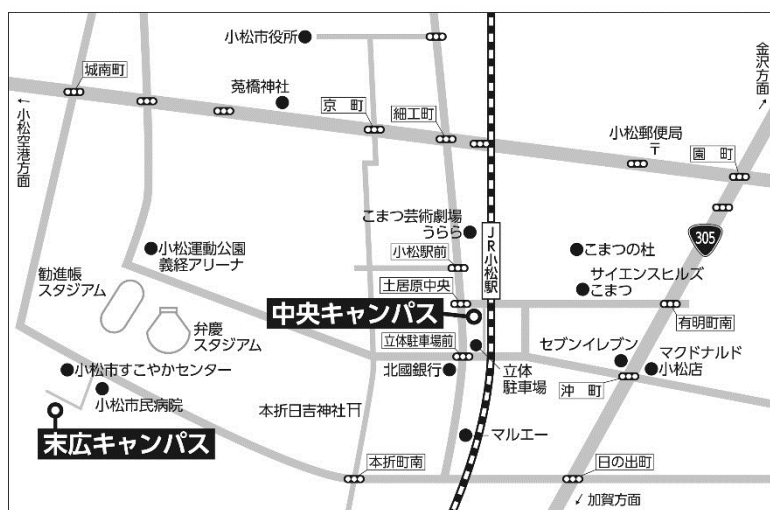 小松市役所
城南町
菟橋神社
京町
細工町
金沢方面
小松空港方面
小松郵便局
園町
こまつ芸術劇場
うらら
JR小松駅
305
小松運動公園
義経アリーナ
小松駅前
こまつの杜
サイエンスヒルズ
こまつ
勧進帳
スタジアム
土居原中央
中央キャンパス
有明町南
弁慶
スタジアム
立体駐車場前
セブンイレブン
マクドナルド
小松店
小松市すこやかセンター
北國銀行
立体
駐車場
沖町
小松市民病院
本折日吉神社
末広キャンパス
マルエー
本折町南
日の出町
加賀方面